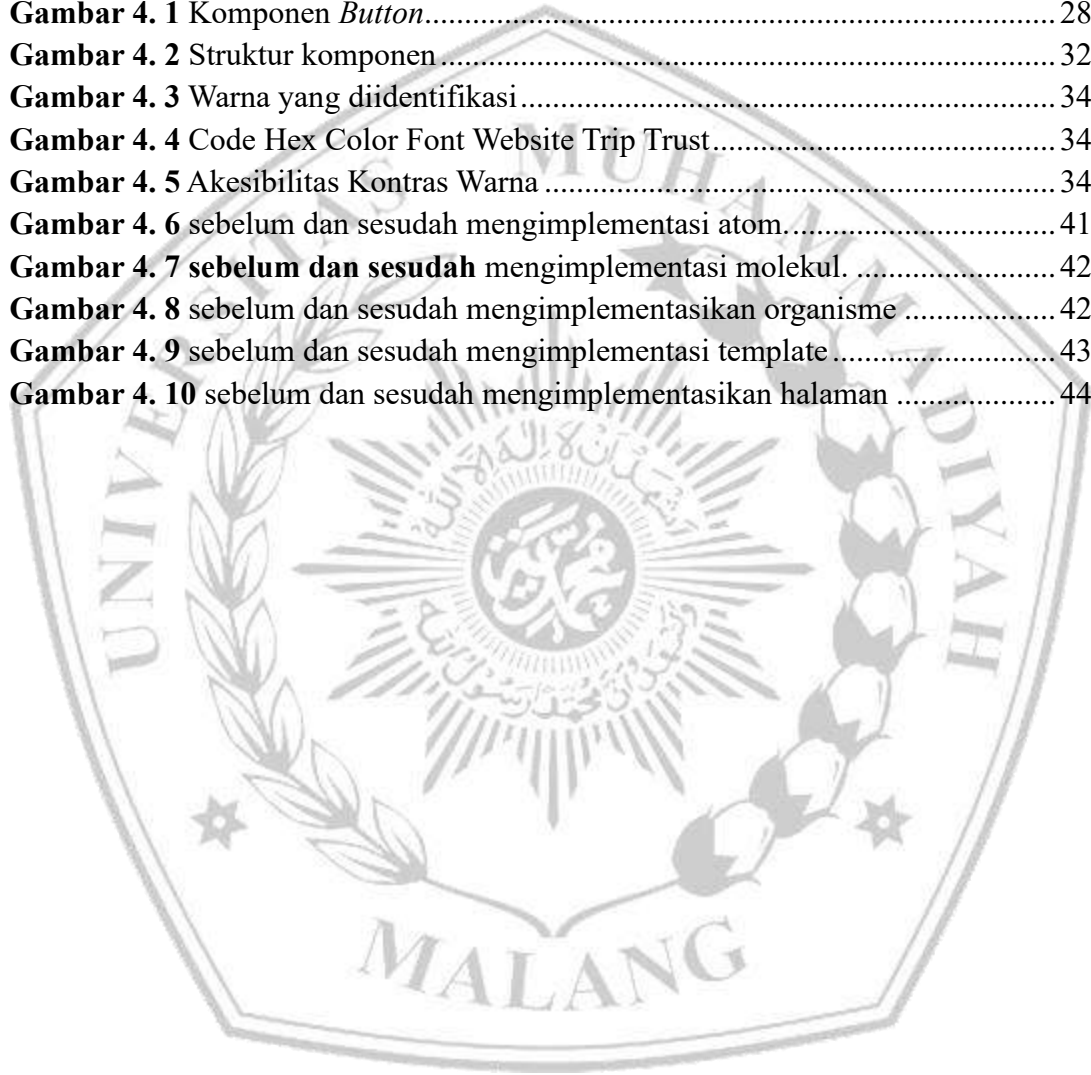 Gambar 4. 1 Komponen Button.......................................................................................28
Gambar 4. 2 Struktur komponen....................................................................................32
Gambar 4. 3 Warna yang diidentifikasi..........................................................................34
Gambar 4. 4 Code Hex Color Font Website Trip Trust.................................................34
Gambar 4. 5 Akesibilitas Kontras Warna.......................................................................34
Gambar 4. 6 sebelum dan sesudah mengimplementasi atom........................................41
Gambar 4. 7 sebelum dan sesudah mengimplementasi molekul. .................................42
Gambar 4. 8 sebelum dan sesudah mengimplementasikan organisme.........................42
Gambar 4. 9 sebelum dan sesudah mengimplementasi template..................................43
Gambar 4. 10 sebelum dan sesudah mengimplementasikan halaman..........................44
UNIVERSITAS MUHAMMADIYAH
MALANG